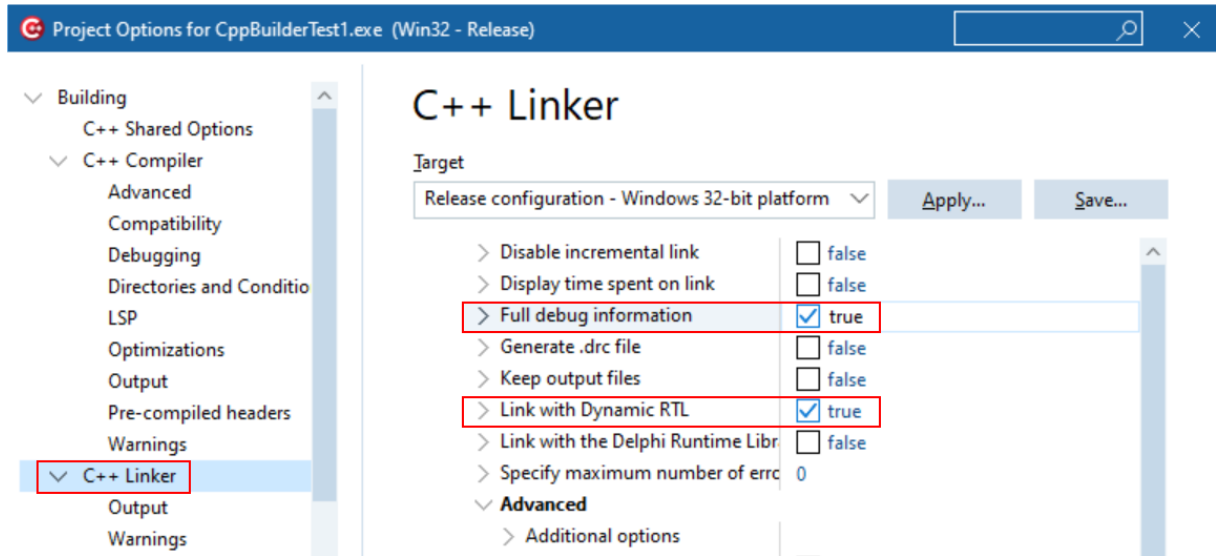 Project Options for CppBuilderTest1.exe (Win32 - Release)
Building
C++ Shared Options
C++ Compiler
Advanced
Compatibility
Debugging
Directories and Conditio
LSP
Optimizations
Output
Pre-compiled headers
Warnings
C++ Linker
Output
Warnings
C++ Linker
Target
Release configuration - Windows 32-bit platform
Apply...
Save...
Disable incremental link false
Display time spent on link false
Full debug information true
Generate .drc file false
Keep output files false
Link with Dynamic RTL true
Link with the Delphi Runtime Libr false
Specify maximum number of errc 0
Advanced
Additional options